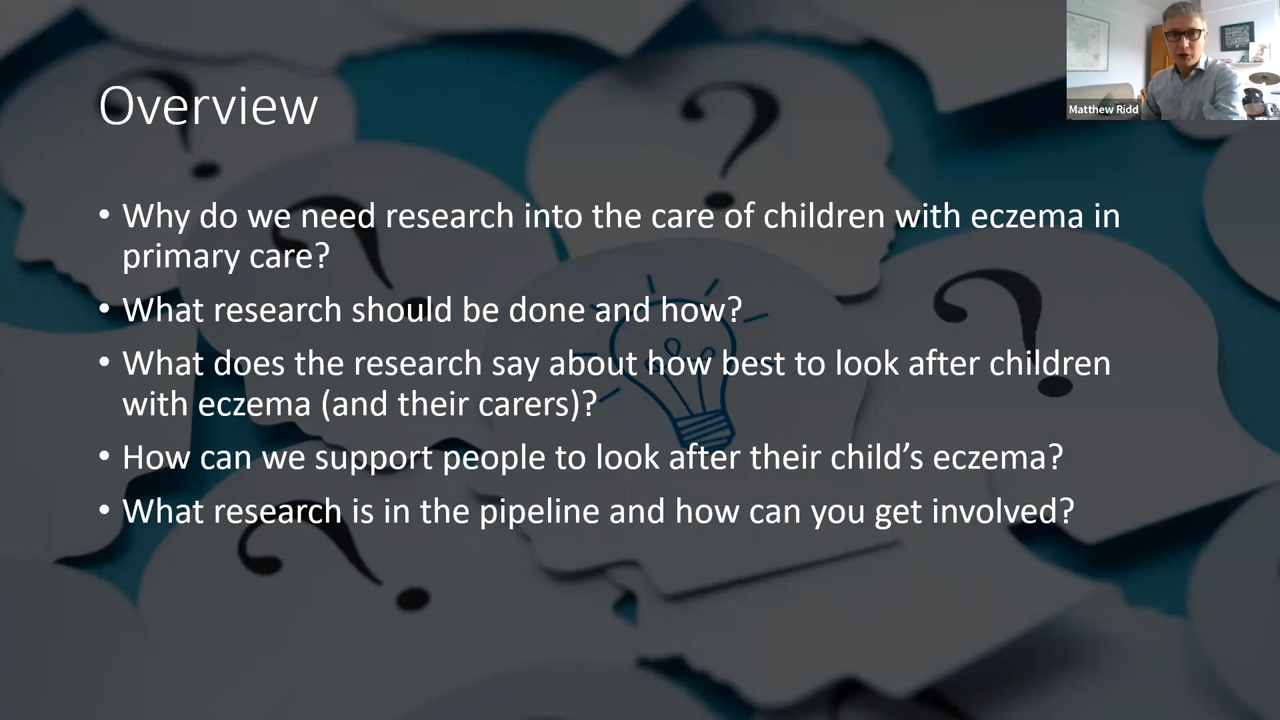 Overview
Matthew Ridd
• Why do we need research into the care of children with eczema in
primary care?
• What research should be done and how?
• What does the research say about how best to look after children
with eczema (and their carers)?
• How can we support people to look after their child’s eczema?
• What research is in the pipeline and how can you get involved?